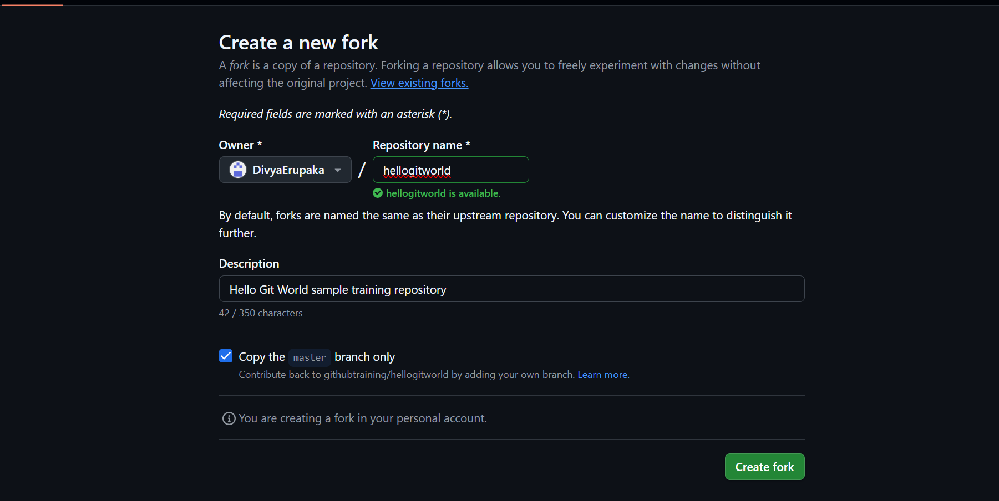 Create a new fork
A fork is a copy of a repository. Forking a repository allows you to freely experiment with changes without
affecting the original project. View existing forks.
Required fields are marked with an asterisk (*).
Owner * Repository name *
DivyaErupaka / hellogitworld
hellogitworld is available.
By default, forks are named the same as their upstream repository. You can customize the name to distinguish it
further.
Description
Hello Git World sample training repository
42 / 350 characters
Copy the master branch only
Contribute back to githubtraining/hellogitworld by adding your own branch. Learn more.
You are creating a fork in your personal account.
Create fork